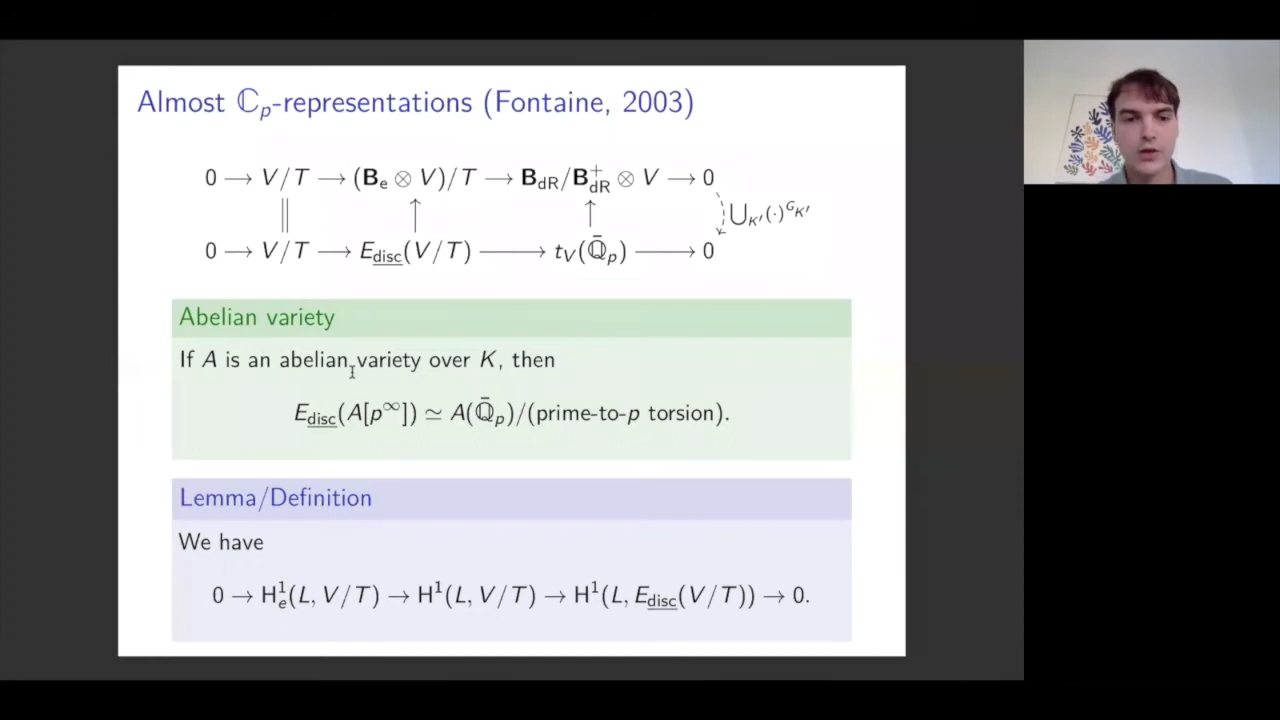 Almost ℂ_p-representations (Fontaine, 2003)
0 ⟶ V/T ⟶ (B_e ⊗ V)/T ⟶ B_dR/B_dR^+ ⊗ V ⟶ 0
⋃_{K′}(·)^{G_{K′}}
0 ⟶ V/T ⟶ E_disc(V/T) ⟶ t_V(ℚ̄_p) ⟶ 0
Abelian variety
If A is an abelian variety over K, then
E_disc(A[p^∞]) ≃ A(ℚ̄_p)/(prime-to-p torsion).
Lemma/Definition
We have
0 → H^1_e(L, V/T) → H^1(L, V/T) → H^1(L, E_disc(V/T)) → 0.